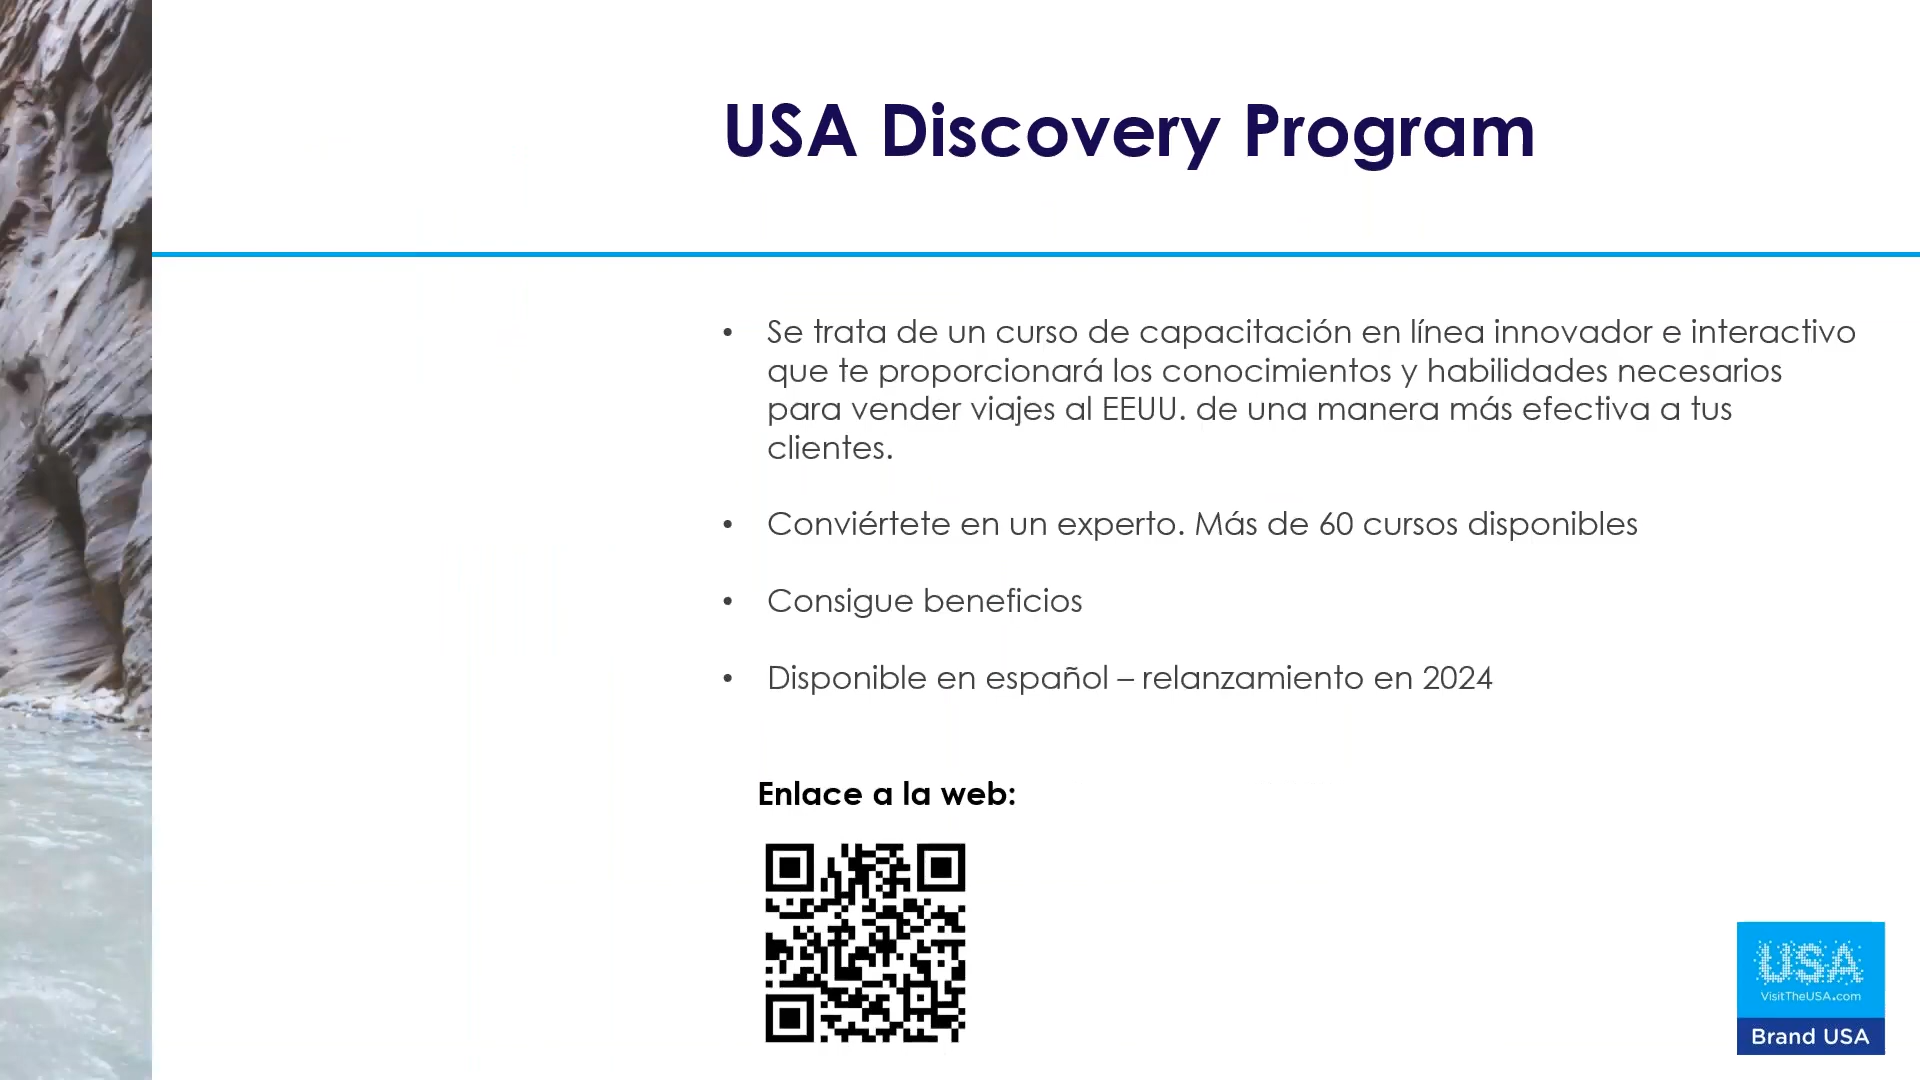 USA Discovery Program
• Se trata de un curso de capacitación en línea innovador e interactivo
que te proporcionará los conocimientos y habilidades necesarios
para vender viajes al EEUU. de una manera más efectiva a tus
clientes.
• Conviértete en un experto. Más de 60 cursos disponibles
• Consigue beneficios
• Disponible en español – relanzamiento en 2024
Enlace a la web:
USA
VisitTheUSA.com
Brand USA